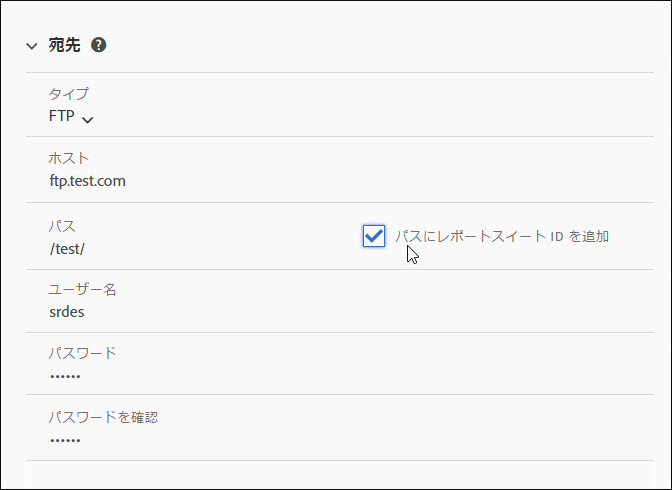 宛先 ?
タイプ
FTP
ホスト
ftp.test.com
パス
/test/
パスにレポートスイート ID を追加
ユーザー名
srdes
パスワード
••••••
パスワードを確認
••••••